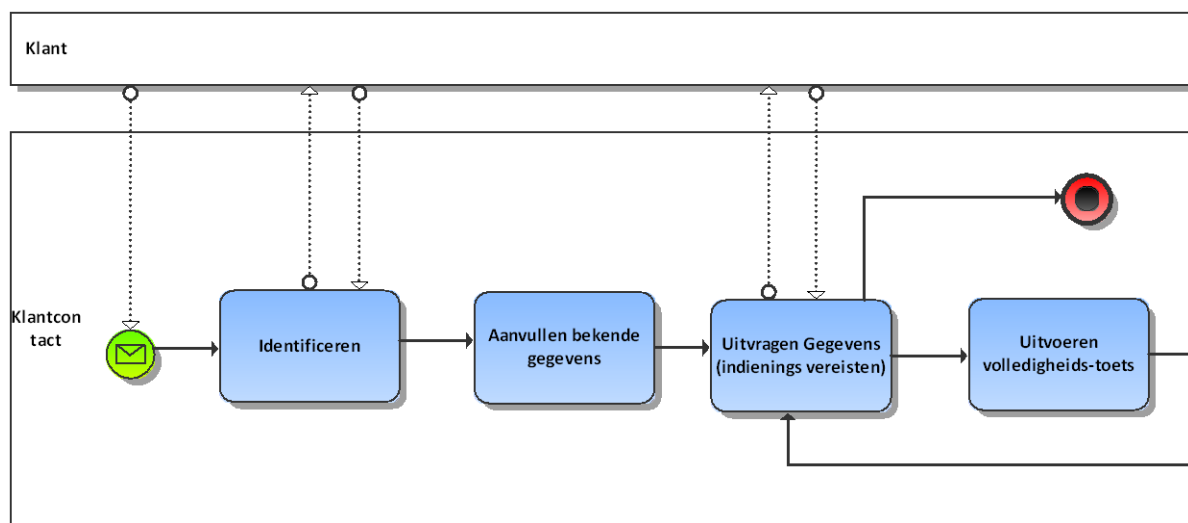 Klant
Klantcon
tact
Identificeren
Aanvullen bekende
gegevens
Uitvragen Gegevens
(indienings vereisten)
Uitvoeren
volledigheids-toets